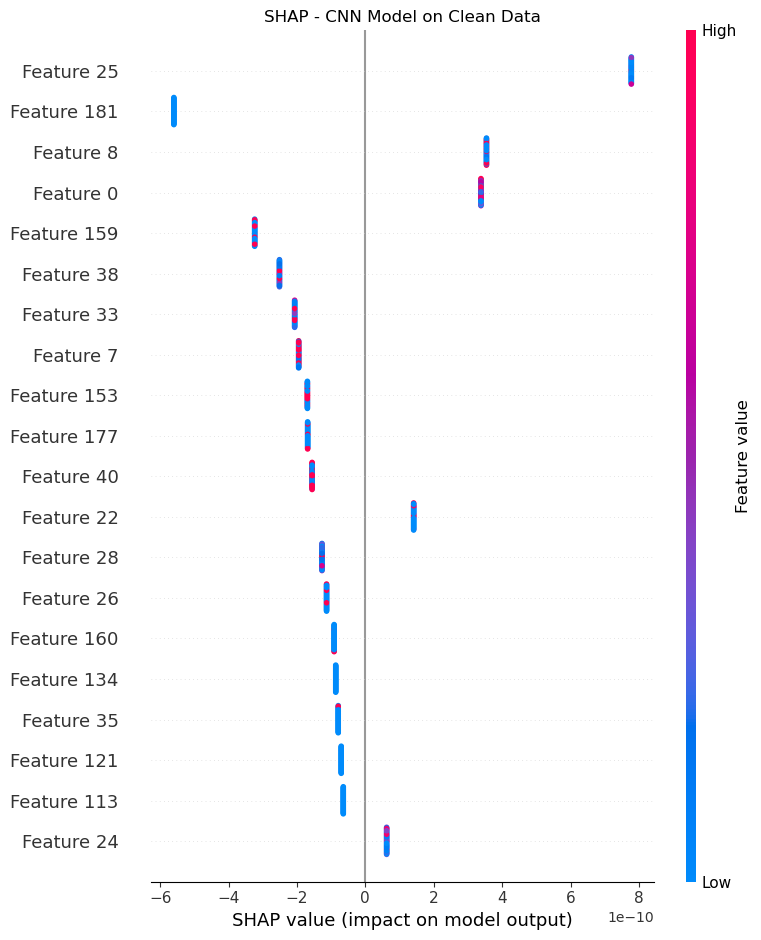 SHAP - CNN Model on Clean Data
High
Feature 25
Feature 181
Feature 8
Feature 0
Feature 159
Feature 38
Feature 33
Feature 7
Feature 153
Feature 177
Feature 40
Feature 22
Feature 28
Feature 26
Feature 160
Feature 134
Feature 35
Feature 121
Feature 113
Feature 24
Feature value
Low
−6 −4 −2 0 2 4 6 8
1e−10
SHAP value (impact on model output)